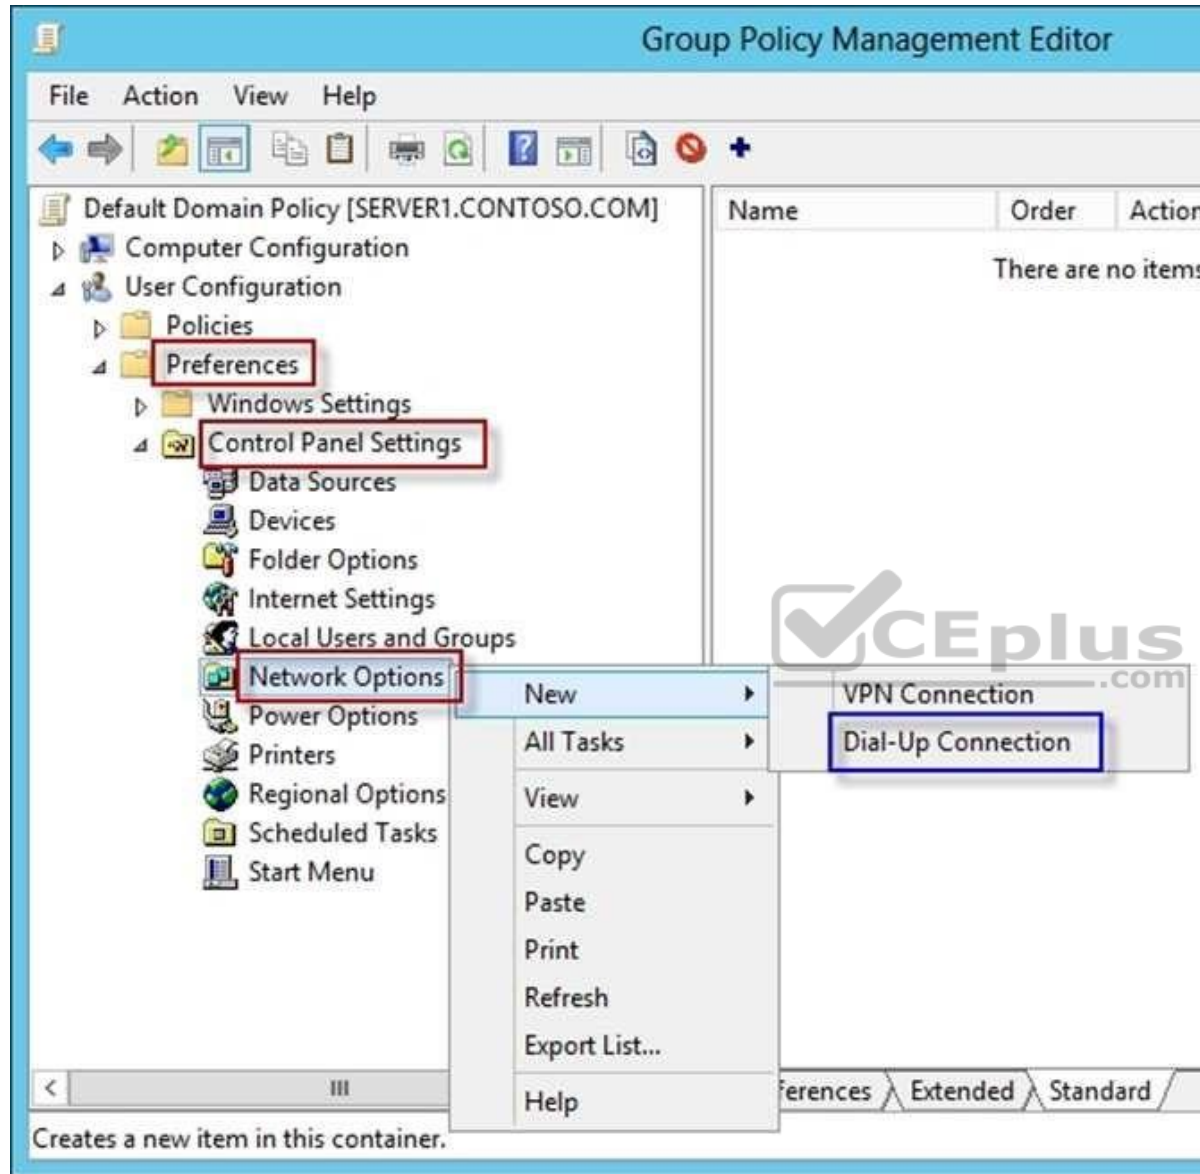 Group Policy Management Editor
File Action View Help
Default Domain Policy [SERVER1.CONTOSO.COM]
Computer Configuration
User Configuration
Policies
Preferences
Windows Settings
Control Panel Settings
Data Sources
Devices
Folder Options
Internet Settings
Local Users and Groups
Network Options
Power Options
Printers
Regional Options
Scheduled Tasks
Start Menu
Name Order Action
There are no items
VCEplus
.com
New
All Tasks
View
Copy
Paste
Print
Refresh
Export List...
Help
VPN Connection
Dial-Up Connection
ferences Extended Standard
Creates a new item in this container.